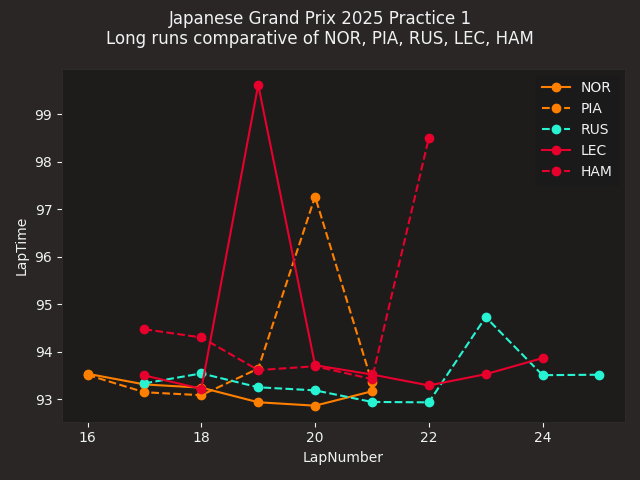 Japanese Grand Prix 2025 Practice 1
Long runs comparative of NOR, PIA, RUS, LEC, HAM
NOR
PIA
RUS
LEC
HAM
99
98
97
96
95
94
93
LapTime
16
18
20
22
24
LapNumber